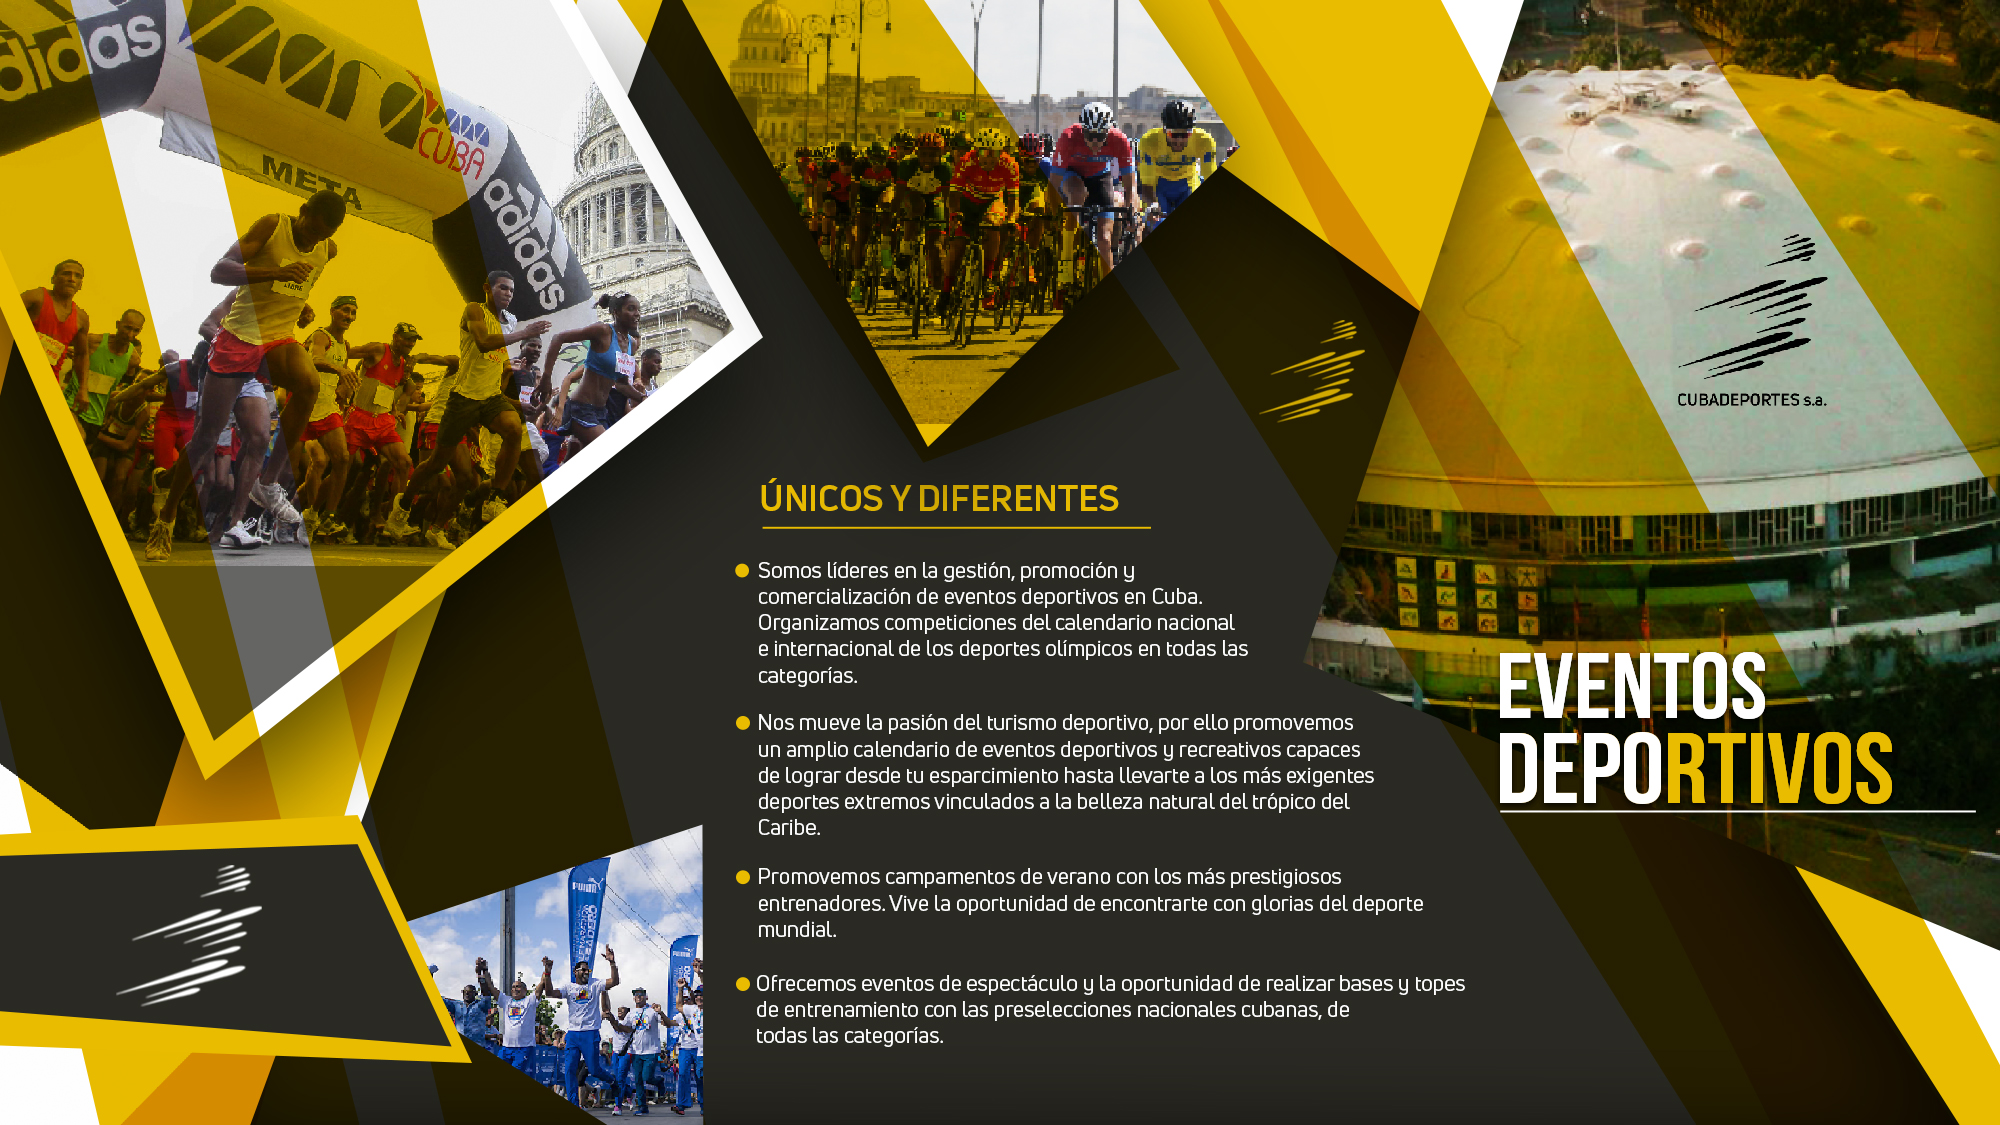 adidas
CUBA
META
adidas
CUBADEPORTES s.a.
ÚNICOS Y DIFERENTES
Somos líderes en la gestión, promoción y
comercialización de eventos deportivos en Cuba.
Organizamos competiciones del calendario nacional
e internacional de los deportes olímpicos en todas las
categorías.
Nos mueve la pasión del turismo deportivo, por ello promovemos
un amplio calendario de eventos deportivos y recreativos capaces
de lograr desde tu esparcimiento hasta llevarte a los más exigentes
deportes extremos vinculados a la belleza natural del trópico del
Caribe.
Promovemos campamentos de verano con los más prestigiosos
entrenadores. Vive la oportunidad de encontrarte con glorias del deporte
mundial.
Ofrecemos eventos de espectáculo y la oportunidad de realizar bases y topes
de entrenamiento con las preselecciones nacionales cubanas, de
todas las categorías.
EVENTOS
DEPORTIVOS
PUMA